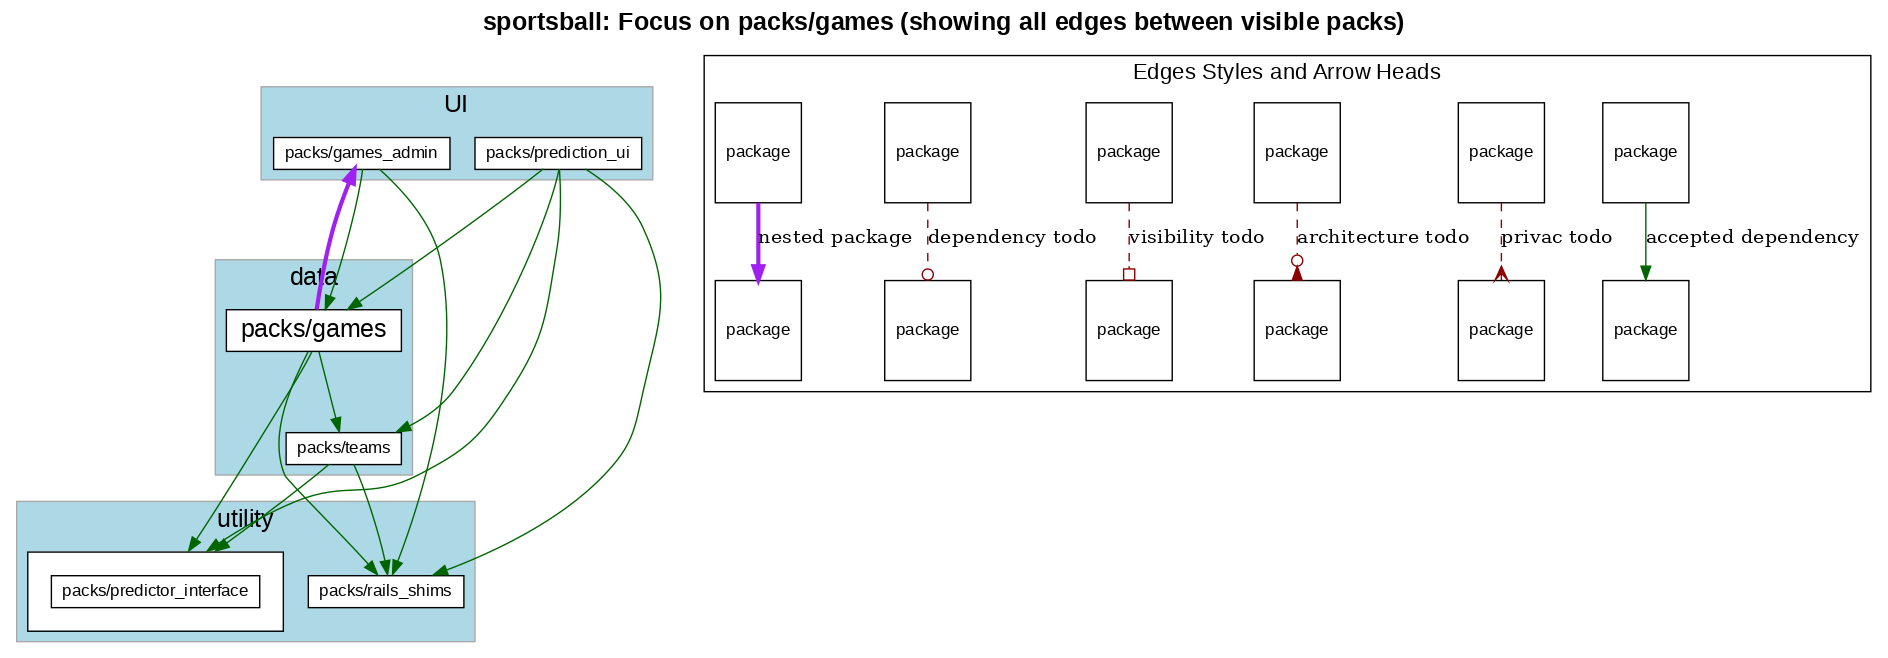 sportsball: Focus on packs/games (showing all edges between visible packs)
UI
packs/games_admin
packs/prediction_ui
data
packs/games
packs/teams
utility
packs/predictor_interface
packs/rails_shims
Edges Styles and Arrow Heads
package
package
package
package
package
package
nested package
dependency todo
visibility todo
architecture todo
privac todo
accepted dependency
package
package
package
package
package
package